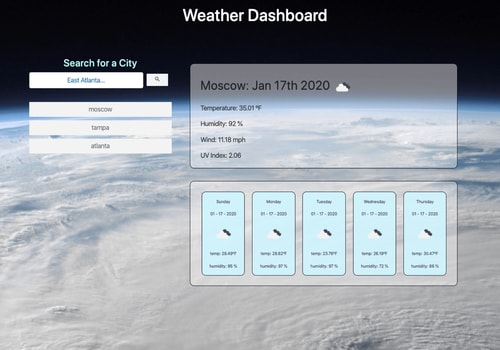 Weather Dashboard
Search for a City
East Atlanta...
moscow
tampa
atlanta
Moscow: Jan 17th 2020
Temperature: 35.01 °F
Humidity: 92 %
Wind: 11.18 mph
UV Index: 2.06
Sunday
01 - 17 - 2020
temp: 29.49°F
humidity: 95 %
Monday
01 - 17 - 2020
temp: 29.62°F
humidity: 97 %
Tuesday
01 - 17 - 2020
temp: 23.76°F
humidity: 97 %
Wednesday
01 - 17 - 2020
temp: 26.19°F
humidity: 72 %
Thursday
01 - 17 - 2020
temp: 30.47°F
humidity: 86 %